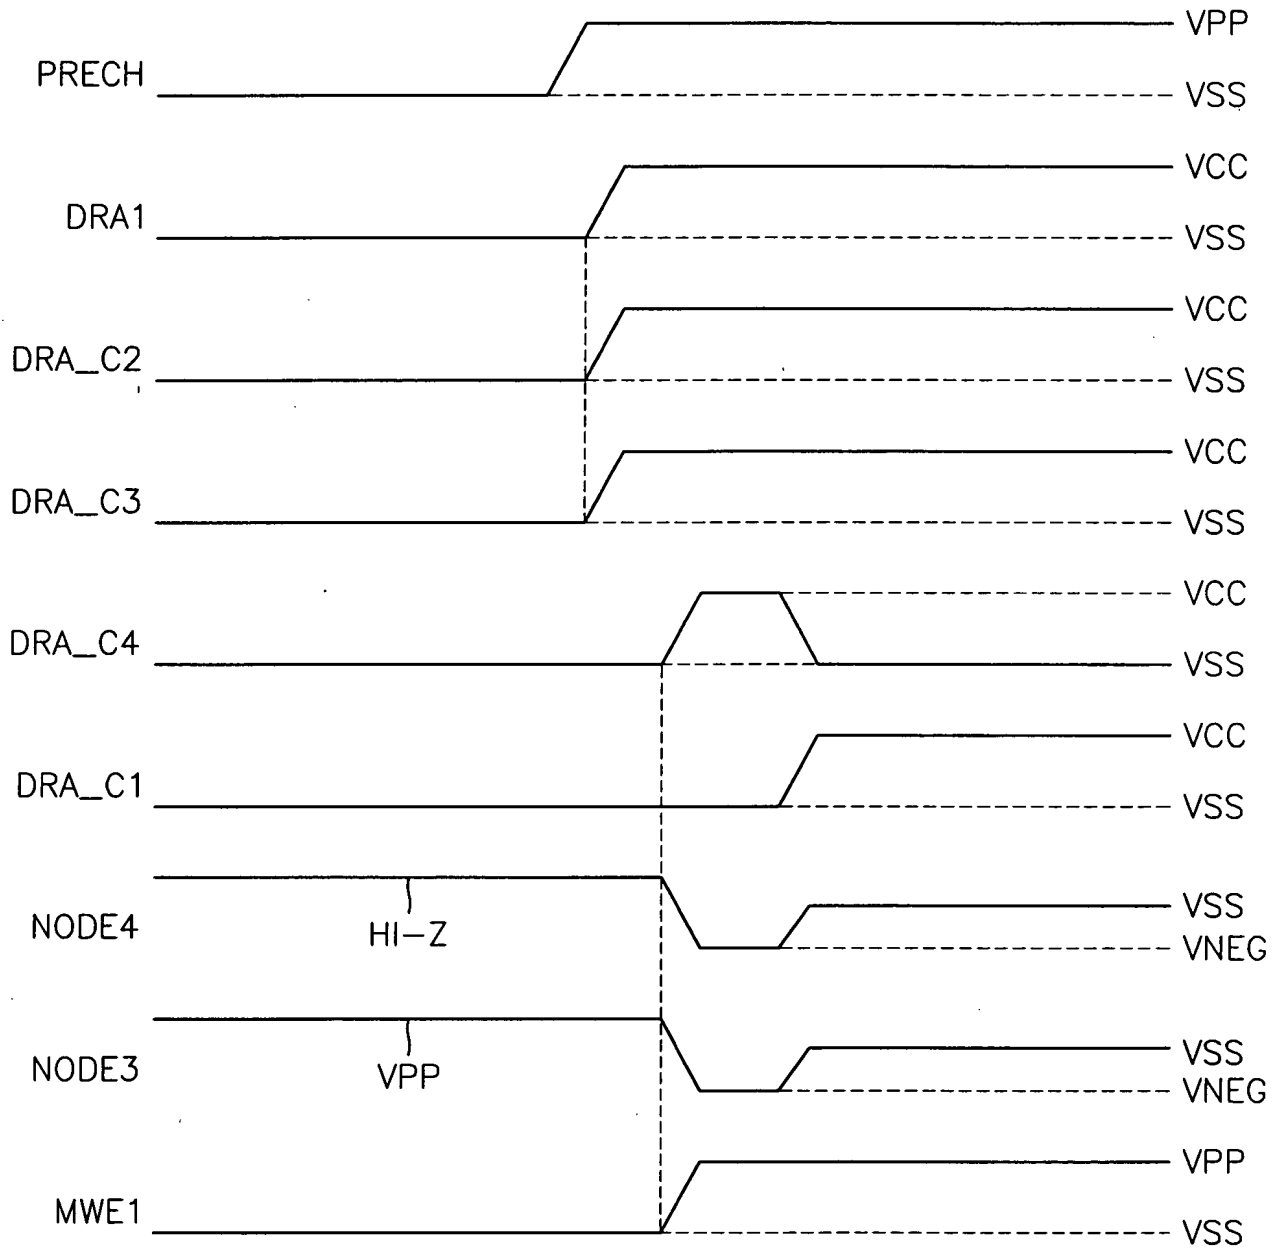 VPP
PRECH
VSS
VCC
DRA1
VSS
VCC
DRA_C2
VSS
VCC
DRA_C3
VSS
VCC
DRA_C4
VSS
VCC
DRA_C1
VSS
VSS
NODE4
HI-Z
VNEG
VSS
NODE3
VPP
VNEG
VPP
MWE1
VSS